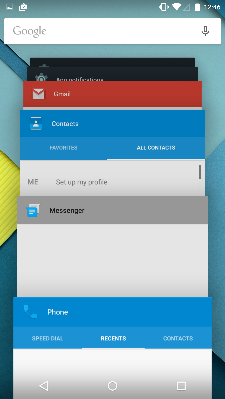 12:46
Google
App notifications
Gmail
Contacts
FAVORITES ALL CONTACTS
ME Set up my profile
Messenger
Phone
SPEED DIAL RECENTS CONTACTS